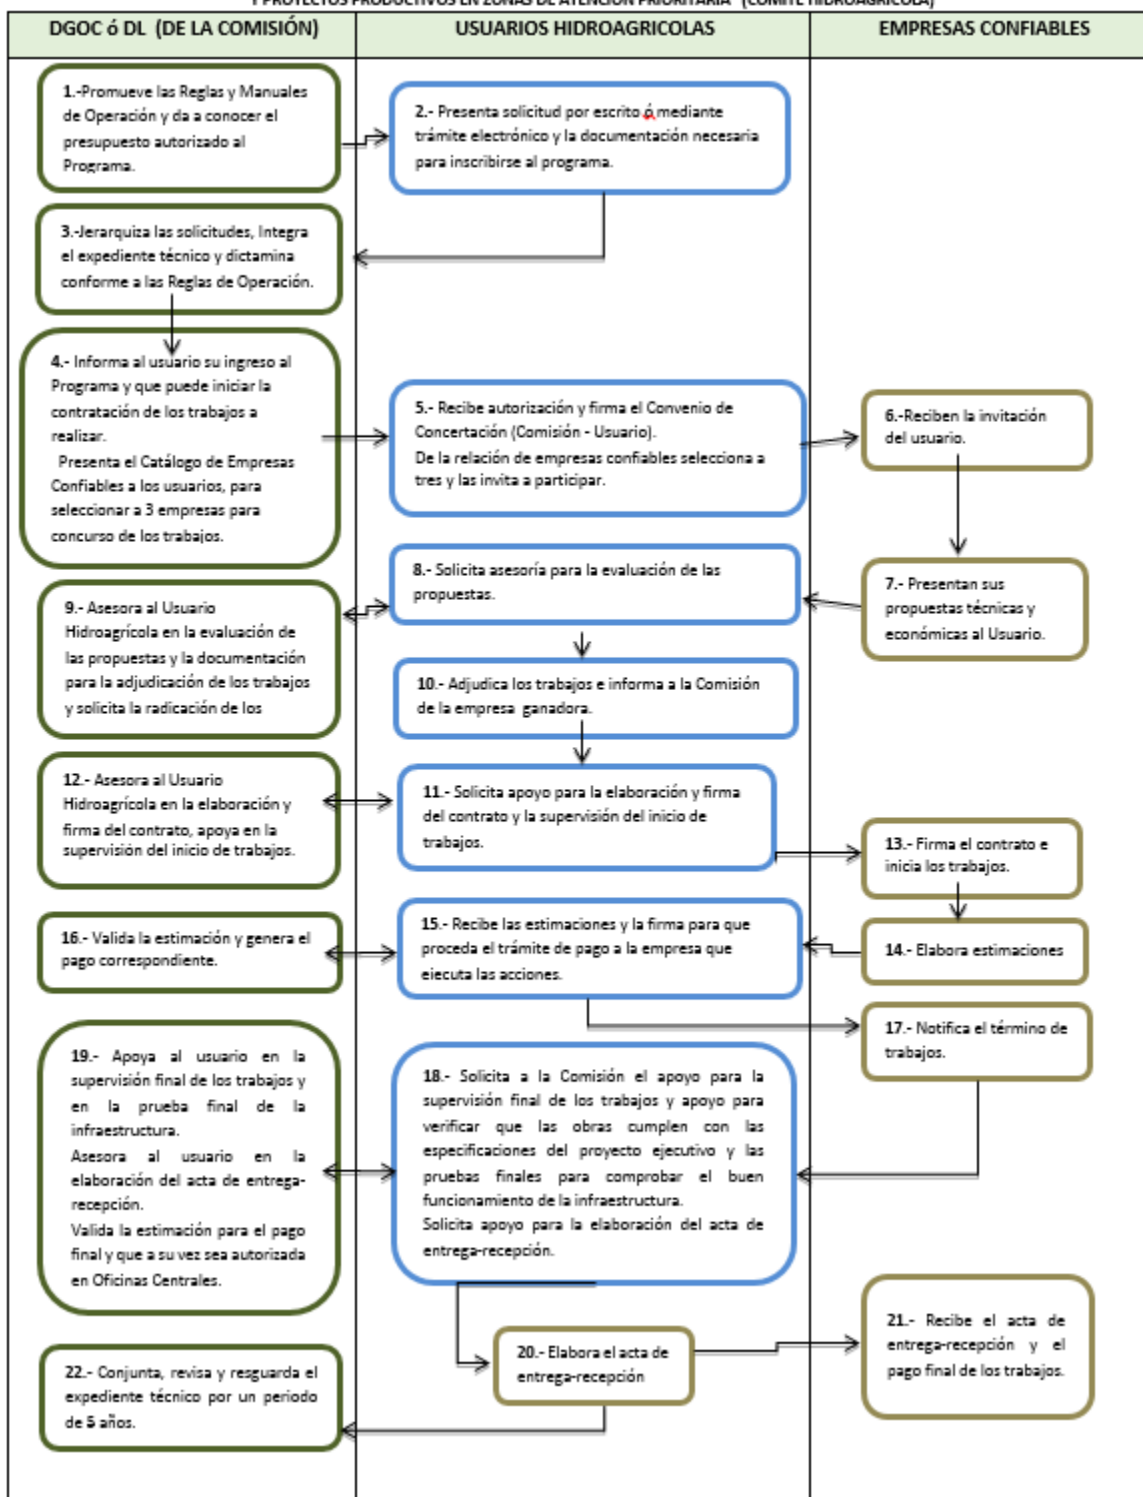 Y PROYECTOS PRODUCTIVOS EN ZONAS DE ATENCIÓN PRIORITARIA" (COMITÉ HIDROAGRÍCOLA)
DGOC ó DL (DE LA COMISIÓN)
USUARIOS HIDROAGRICOLAS
EMPRESAS CONFIABLES
1.-Promueve las Reglas y Manuales
de Operación y da a conocer el
presupuesto autorizado al
Programa.
2.- Presenta solicitud por escrito ó mediante
trámite electrónico y la documentación necesaria
para inscribirse al programa.
3.-Jerarquiza las solicitudes, Integra
el expediente técnico y dictamina
conforme a las Reglas de Operación.
4.- Informa al usuario su ingreso al
Programa y que puede iniciar la
contratación de los trabajos a
realizar.
Presenta el Catálogo de Empresas
Confiables a los usuarios, para
seleccionar a 3 empresas para
concurso de los trabajos.
5.- Recibe autorización y firma el Convenio de
Concertación (Comisión - Usuario).
De la relación de empresas confiables selecciona a
tres y las invita a participar.
6.-Reciben la invitación
del usuario.
7.- Presentan sus
propuestas técnicas y
económicas al Usuario.
8.- Solicita asesoría para la evaluación de las
propuestas.
9.- Asesora al Usuario
Hidroagrícola en la evaluación de
las propuestas y la documentación
para la adjudicación de los trabajos
y solicita la radicación de los
10.- Adjudica los trabajos e informa a la Comisión
de la empresa ganadora.
11.- Solicita apoyo para la elaboración y firma
del contrato y la supervisión del inicio de
trabajos.
12.- Asesora al Usuario
Hidroagrícola en la elaboración y
firma del contrato, apoya en la
supervisión del inicio de trabajos.
13.- Firma el contrato e
inicia los trabajos.
14.- Elabora estimaciones
15.- Recibe las estimaciones y la firma para que
proceda el trámite de pago a la empresa que
ejecuta las acciones.
16.- Valida la estimación y genera el
pago correspondiente.
17.- Notifica el término de
trabajos.
18.- Solicita a la Comisión el apoyo para la
supervisión final de los trabajos y apoyo para
verificar que las obras cumplen con las
especificaciones del proyecto ejecutivo y las
pruebas finales para comprobar el buen
funcionamiento de la infraestructura.
Solicita apoyo para la elaboración del acta de
entrega-recepción.
19.- Apoya al usuario en la
supervisión final de los trabajos y
en la prueba final de la
infraestructura.
Asesora al usuario en la
elaboración del acta de entrega-
recepción.
Valida la estimación para el pago
final y que a su vez sea autorizada
en Oficinas Centrales.
20.- Elabora el acta de
entrega-recepción
21.- Recibe el acta de
entrega-recepción y el
pago final de los trabajos.
22.- Conjunta, revisa y resguarda el
expediente técnico por un periodo
de 5 años.